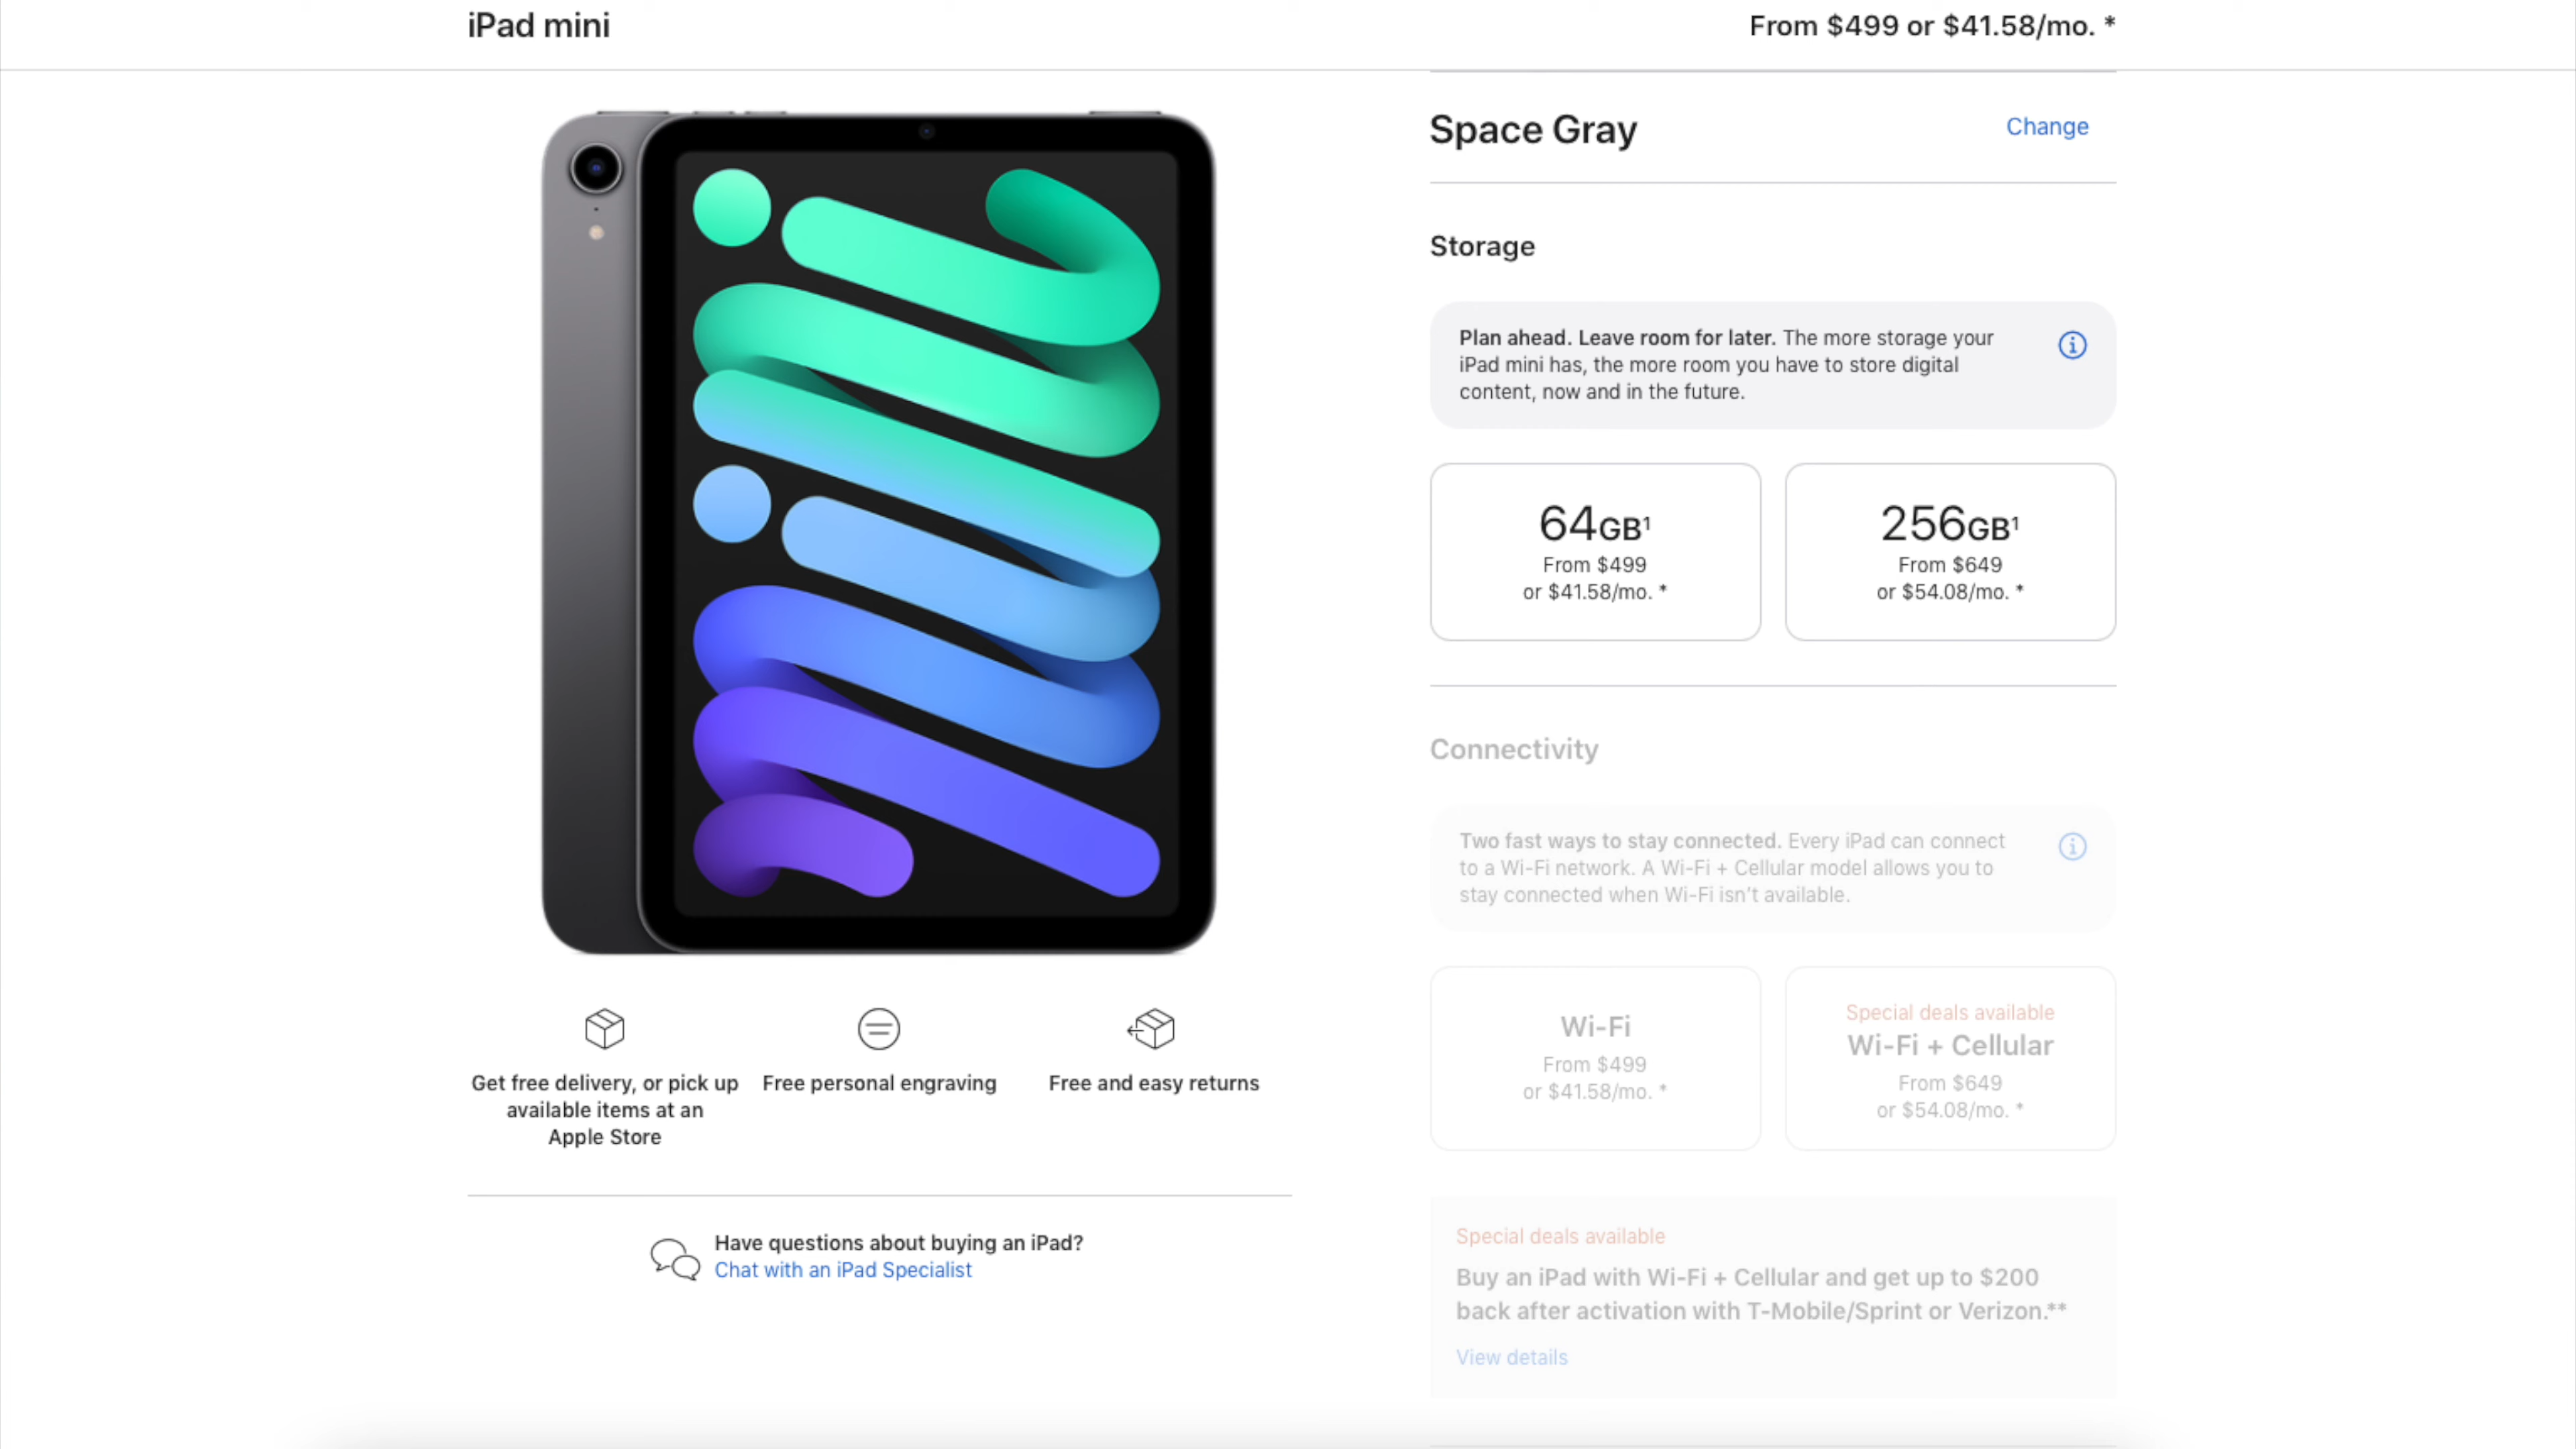 iPad mini
From $499 or $41.58/mo. *
Space Gray
Change
Storage
Plan ahead. Leave room for later. The more storage your
iPad mini has, the more room you have to store digital
content, now and in the future.
64GB¹
From $499
or $41.58/mo. *
256GB¹
From $649
or $54.08/mo. *
Connectivity
Two fast ways to stay connected. Every iPad can connect
to a Wi-Fi network. A Wi-Fi + Cellular model allows you to
stay connected when Wi-Fi isn’t available.
Wi-Fi
From $499
or $41.58/mo. *
Special deals available
Wi-Fi + Cellular
From $649
or $54.08/mo. *
Special deals available
Buy an iPad with Wi-Fi + Cellular and get up to $200
back after activation with T-Mobile/Sprint or Verizon.**
View details
Get free delivery, or pick up
available items at an
Apple Store
Free personal engraving
Free and easy returns
Have questions about buying an iPad?
Chat with an iPad Specialist